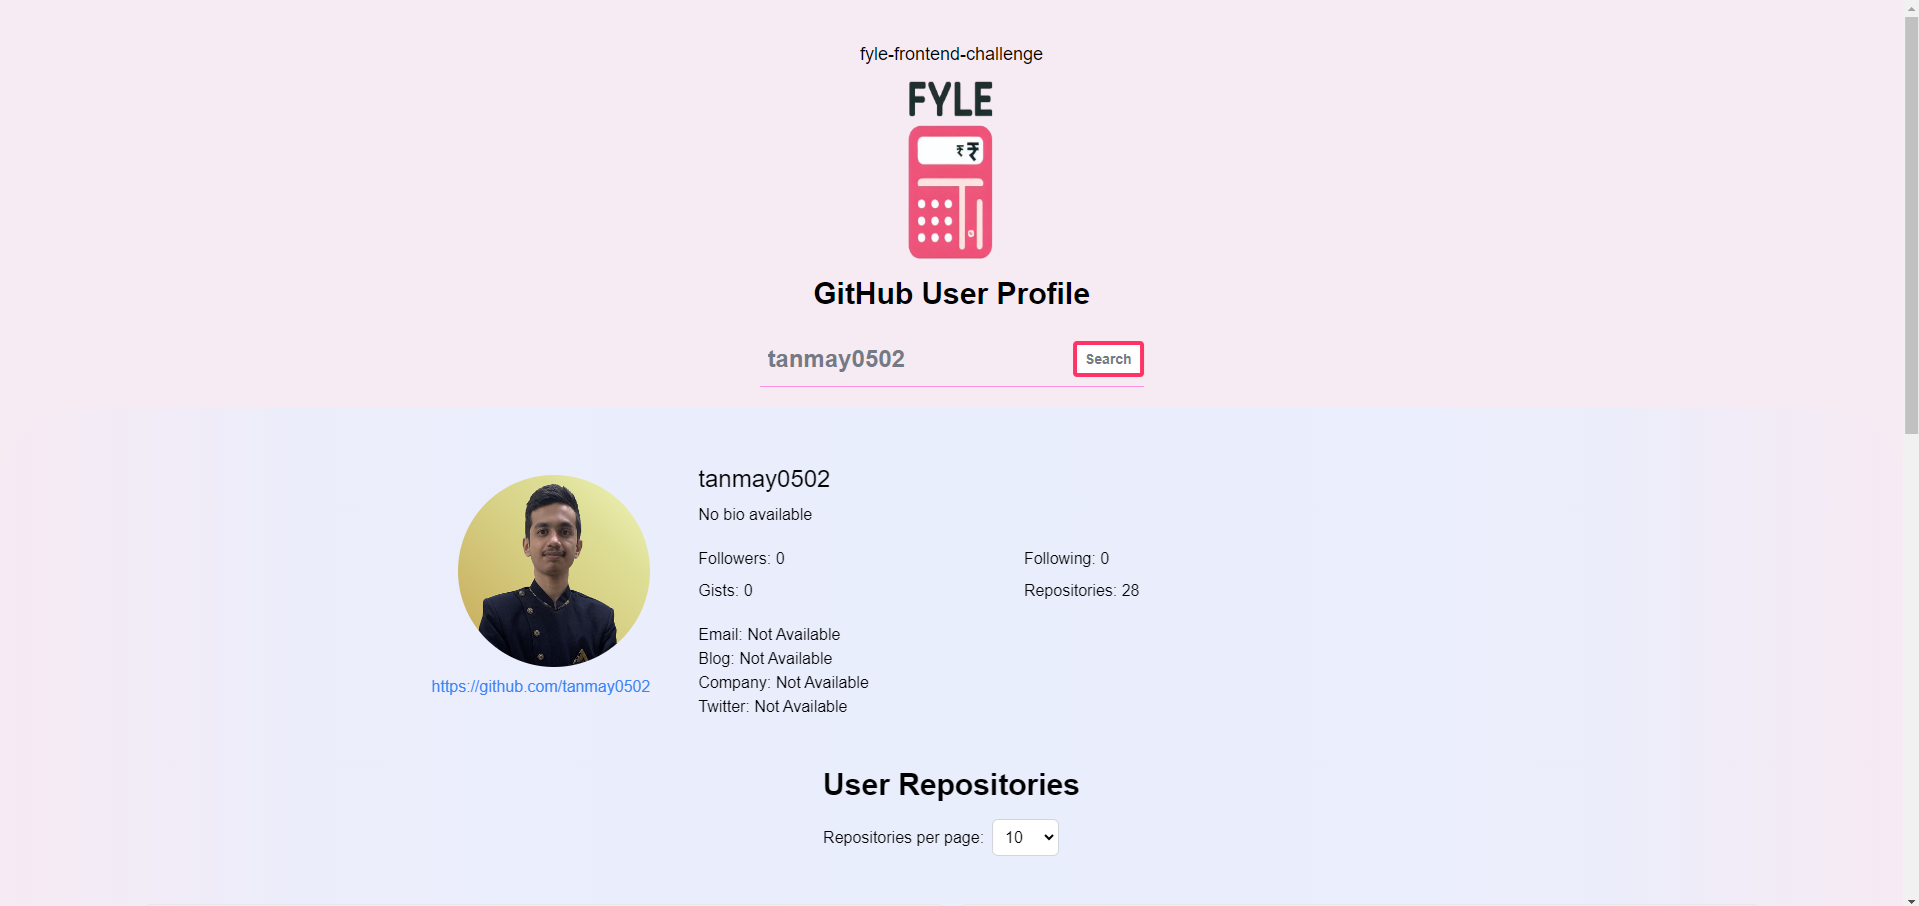 fyle-frontend-challenge
FYLE
₹ ₹
GitHub User Profile
tanmay0502 Search
tanmay0502
No bio available
Followers: 0 Following: 0
Gists: 0 Repositories: 28
Email: Not Available
Blog: Not Available
Company: Not Available
Twitter: Not Available
https://github.com/tanmay0502
User Repositories
Repositories per page: 10